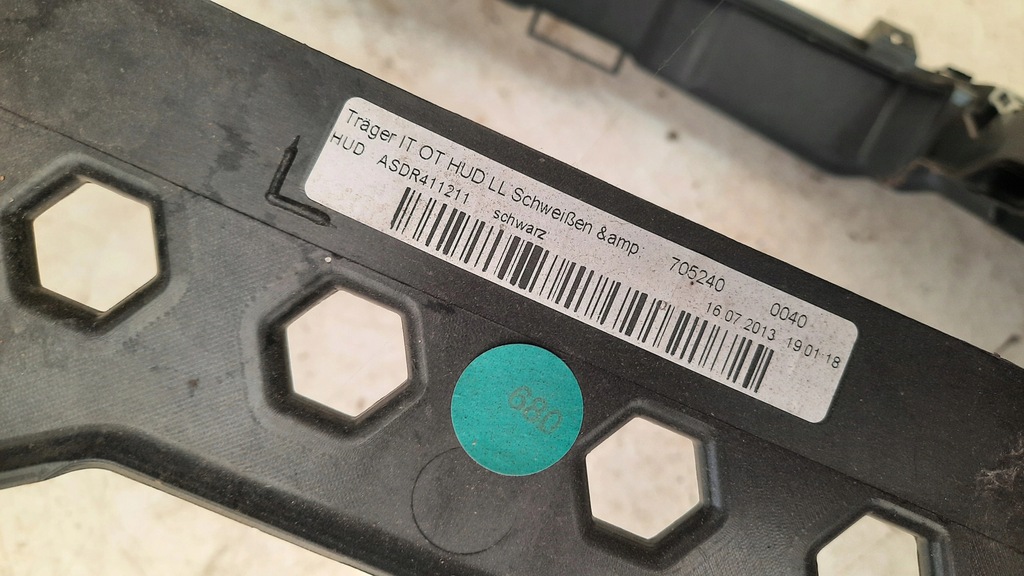 Träger IT OT HUD LL Schweißen &amp 705240 0040
HUD ASDR411211 schwarz 16.07.2013 19:01:18
L
680